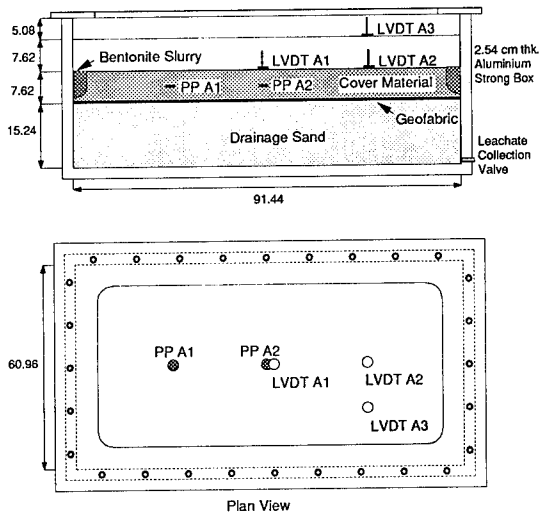 5.08
LVDT A3
7.62
Bentonite Slurry
LVDT A1
LVDT A2
2.54 cm thk.
Aluminium
Strong Box
7.62
PP A1
PP A2
Cover Material
Geofabric
15.24
Drainage Sand
Leachate
Collection
Valve
91.44
60.96
PP A1
PP A2
LVDT A1
LVDT A2
LVDT A3
Plan View